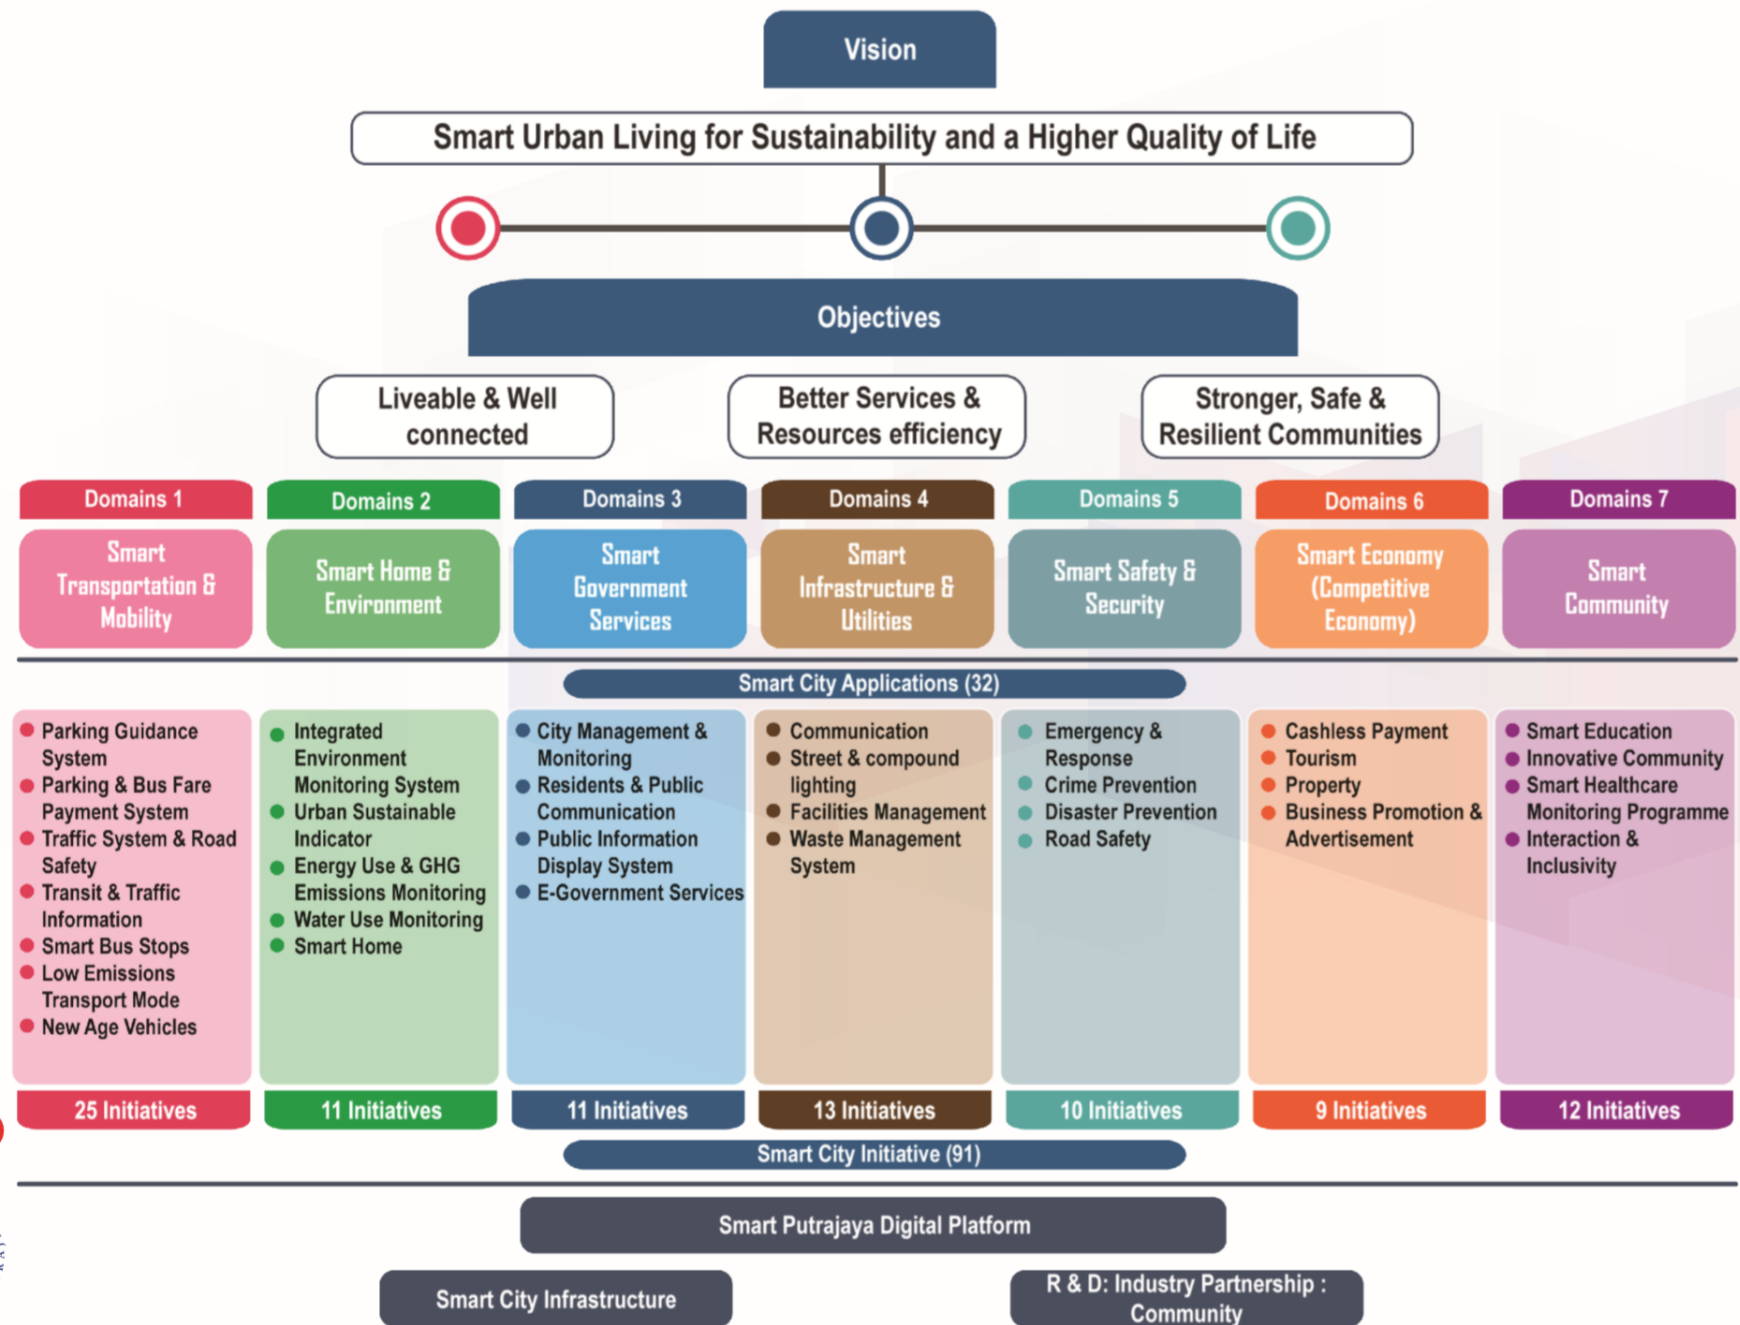 Vision
Smart Urban Living for Sustainability and a Higher Quality of Life
Objectives
Liveable & Well
connected
Better Services &
Resources efficiency
Stronger, Safe &
Resilient Communities
Domains 1
Smart
Transportation &
Mobility
Domains 2
Smart Home &
Environment
Domains 3
Smart
Government
Services
Domains 4
Smart
Infrastructure &
Utilities
Domains 5
Smart Safety &
Security
Domains 6
Smart Economy
(Competitive
Economy)
Domains 7
Smart
Community
Smart City Applications (32)
Parking Guidance
System
Parking & Bus Fare
Payment System
Traffic System & Road
Safety
Transit & Traffic
Information
Smart Bus Stops
Low Emissions
Transport Mode
New Age Vehicles
Integrated
Environment
Monitoring System
Urban Sustainable
Indicator
Energy Use & GHG
Emissions Monitoring
Water Use Monitoring
Smart Home
City Management &
Monitoring
Residents & Public
Communication
Public Information
Display System
E-Government Services
Communication
Street & compound
lighting
Facilities Management
Waste Management
System
Emergency &
Response
Crime Prevention
Disaster Prevention
Road Safety
Cashless Payment
Tourism
Property
Business Promotion &
Advertisement
Smart Education
Innovative Community
Smart Healthcare
Monitoring Programme
Interaction &
Inclusivity
25 Initiatives
11 Initiatives
11 Initiatives
13 Initiatives
10 Initiatives
9 Initiatives
12 Initiatives
Smart City Initiative (91)
Smart Putrajaya Digital Platform
Smart City Infrastructure
R & D: Industry Partnership :
Community